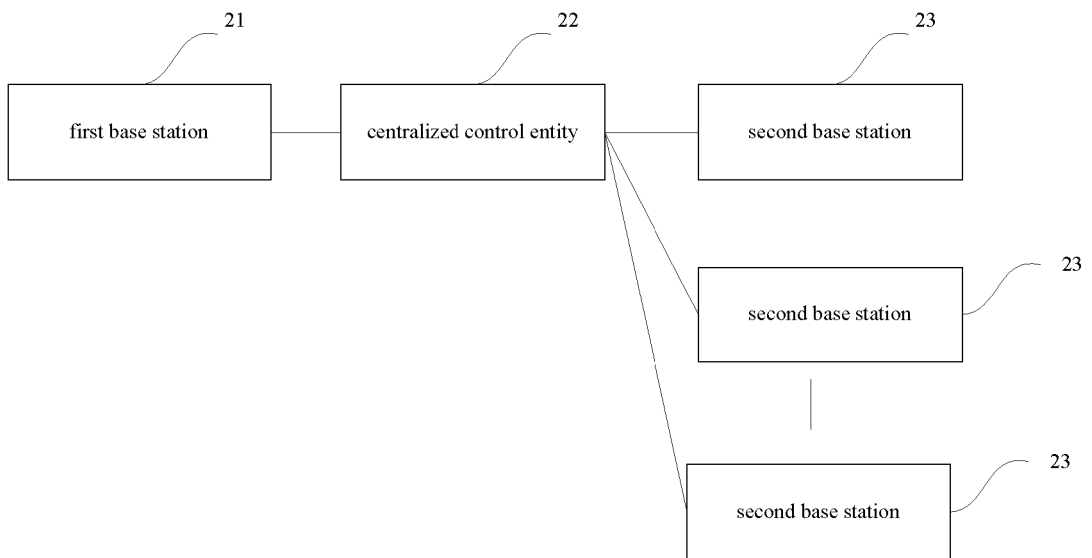 21
22
23
first base station
centralized control entity
second base station
23
second base station
23
second base station